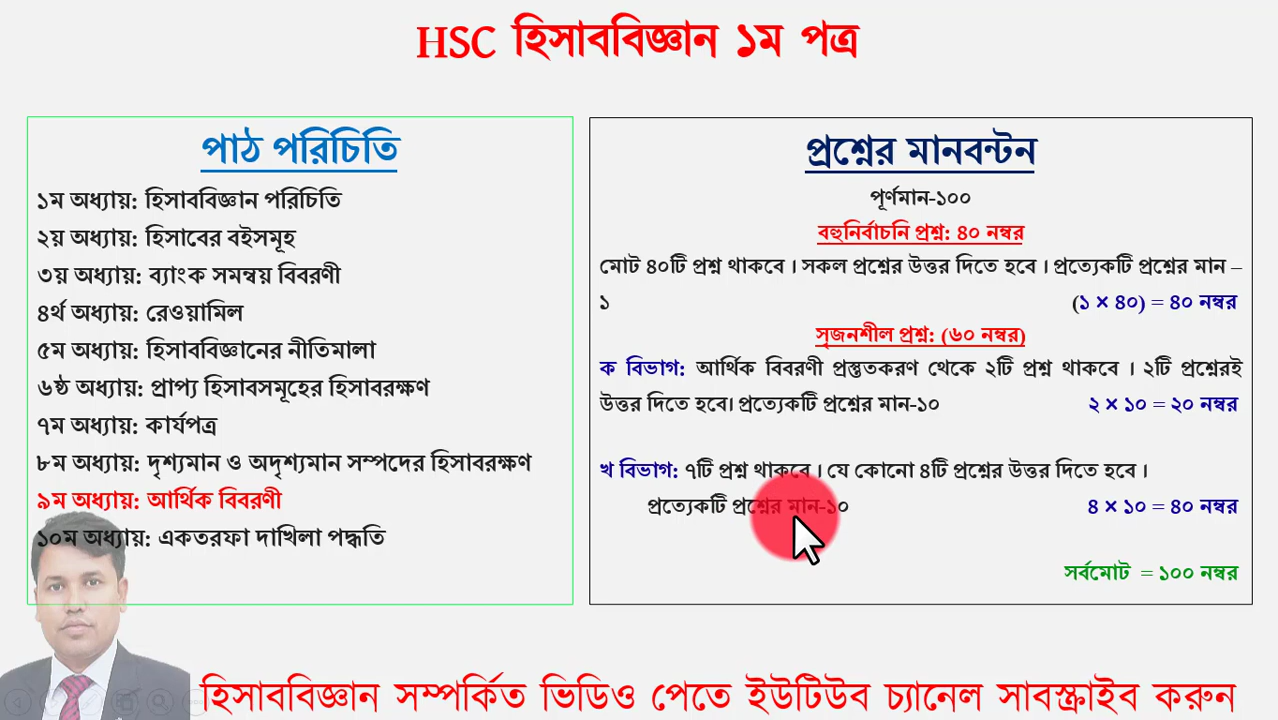 HSC হিসাববিজ্ঞান ১ম পত্র
পাঠ পরিচিতি
১ম অধ্যায়: হিসাববিজ্ঞান পরিচিতি
২য় অধ্যায়: হিসাবের বইসমূহ
৩য় অধ্যায়: ব্যাংক সমন্বয় বিবরণী
৪র্থ অধ্যায়: রেওয়ামিল
৫ম অধ্যায়: হিসাববিজ্ঞানের নীতিমালা
৬ষ্ঠ অধ্যায়: প্রাপ্য হিসাবসমূহের হিসাবরক্ষণ
৭ম অধ্যায়: কার্যপত্র
৮ম অধ্যায়: দৃশ্যমান ও অদৃশ্যমান সম্পদের হিসাবরক্ষণ
৯ম অধ্যায়: আর্থিক বিবরণী
১০ম অধ্যায়: একতরফা দাখিলা পদ্ধতি
প্রশ্নের মানবন্টন
পূর্ণমান-১০০
বহুনির্বাচনি প্রশ্ন: ৪০ নম্বর
মোট ৪০টি প্রশ্ন থাকবে। সকল প্রশ্নের উত্তর দিতে হবে। প্রত্যেকটি প্রশ্নের মান –
১ (১ × ৪০) = ৪০ নম্বর
সৃজনশীল প্রশ্ন: (৬০ নম্বর)
ক বিভাগ: আর্থিক বিবরণী প্রস্তুতকরণ থেকে ২টি প্রশ্ন থাকবে। ২টি প্রশ্নেরই
উত্তর দিতে হবে। প্রত্যেকটি প্রশ্নের মান-১০ ২ × ১০ = ২০ নম্বর
খ বিভাগ: ৭টি প্রশ্ন থাকবে। যে কোনো ৪টি প্রশ্নের উত্তর দিতে হবে।
প্রত্যেকটি প্রশ্নের মান-১০ ৪ × ১০ = ৪০ নম্বর
সর্বমোট = ১০০ নম্বর
হিসাববিজ্ঞান সম্পর্কিত ভিডিও পেতে ইউটিউব চ্যানেল সাবস্ক্রাইব করুন